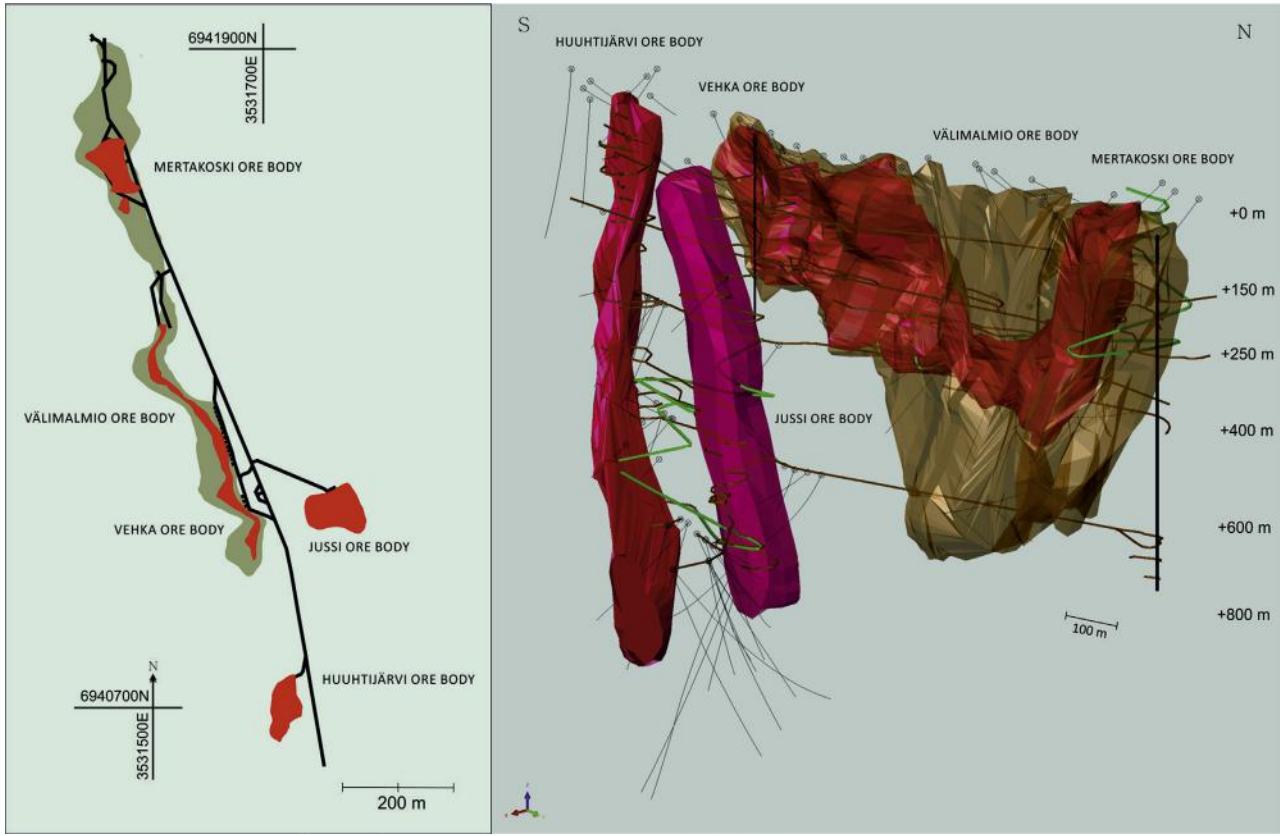 6941900N
3531700E
MERTAKOSKI ORE BODY
VÄLIMALMIO ORE BODY
VEHKA ORE BODY
JUSSI ORE BODY
HUUHTIJÄRVI ORE BODY
N
6940700N
3531500E
200 m
S
N
HUUHTIJÄRVI ORE BODY
VEHKA ORE BODY
VÄLIMALMIO ORE BODY
MERTAKOSKI ORE BODY
+0 m
+150 m
+250 m
JUSSI ORE BODY
+400 m
+600 m
+800 m
100 m